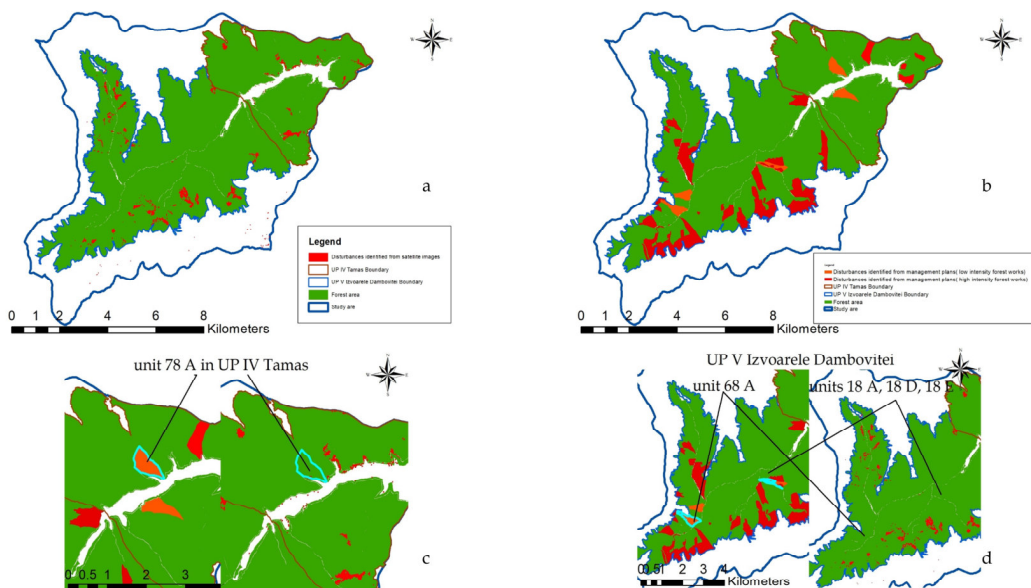 N
W
E
S
a
Legend
Disturbances identified from satellite images
UP IV Tamas Boundary
UP V Izvoarele Dambovitei Boundary
Forest area
Study are
0 1 2 4 6 8
Kilometers
N
W
E
S
b
Legend
Disturbances identified from management plans( low intensity forest works)
Disturbances identified from management plans( high intensity forest works)
UP IV Tamas Boundary
UP V Izvoarele Dambovitei Boundary
Forest area
Study are
0 1 2 4 6 8
Kilometers
unit 78 A in UP IV Tamas
N
W
E
S
c
0 0.5 1 2 3
UP V Izvoarele Dambovitei
unit 68 A
units 18 A, 18 D, 18 E
N
W
E
S
d
0 0.51 2 3 4
Kilometers